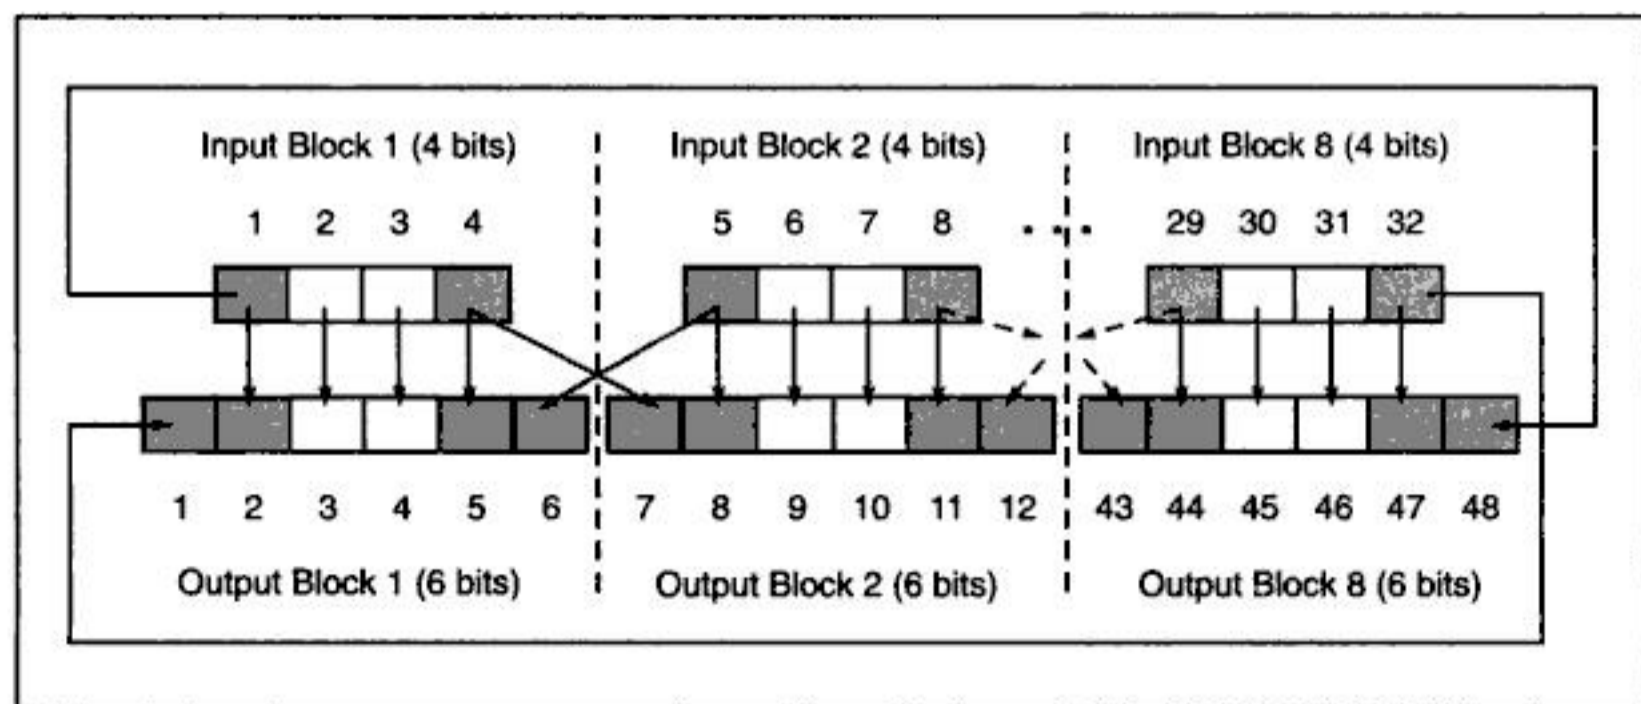 Input Block 1 (4 bits) Input Block 2 (4 bits) Input Block 8 (4 bits)
1 2 3 4 5 6 7 8 . . . 29 30 31 32
1 2 3 4 5 6 7 8 9 10 11 12 43 44 45 46 47 48
Output Block 1 (6 bits) Output Block 2 (6 bits) Output Block 8 (6 bits)